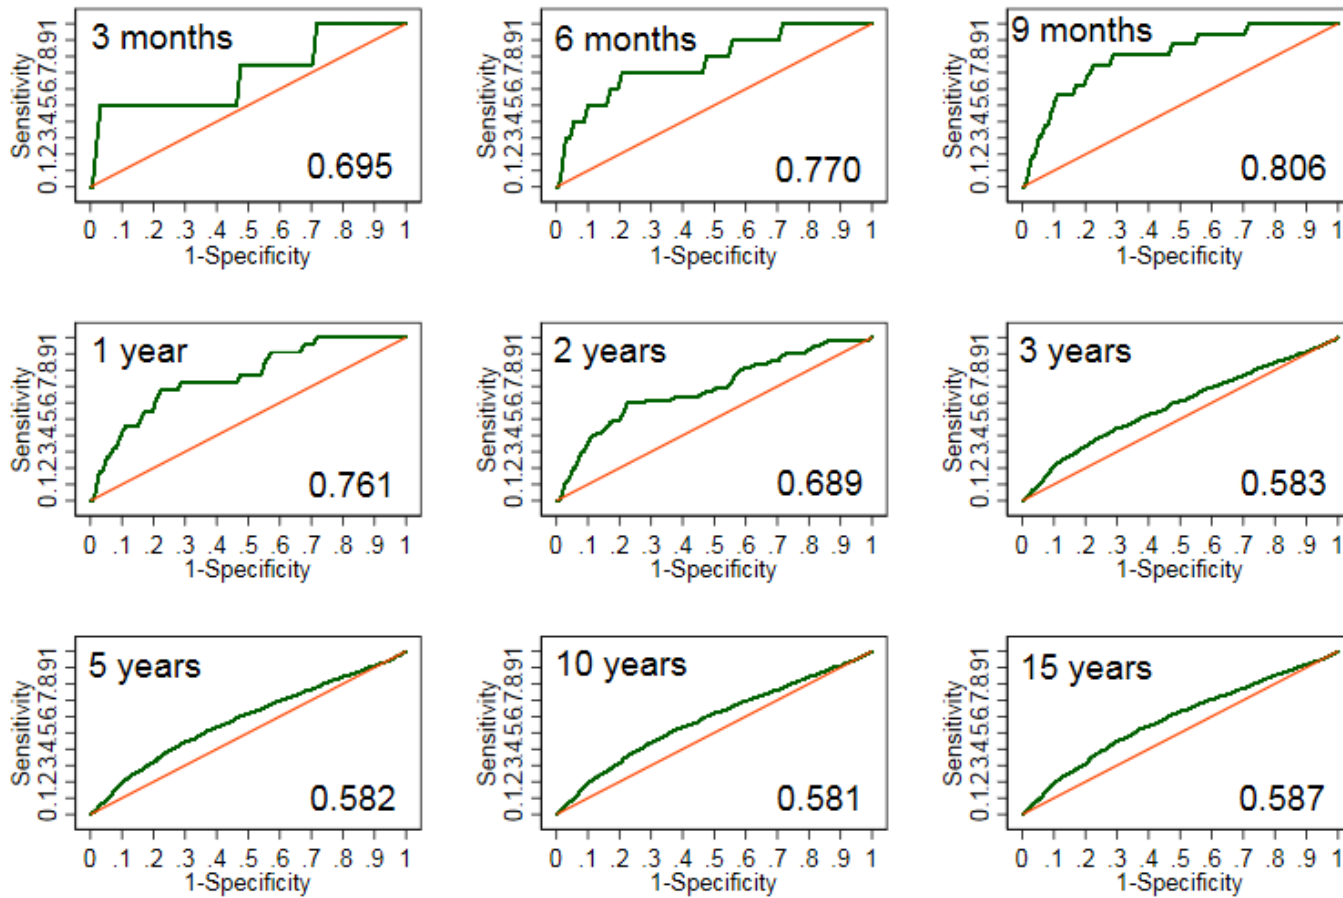 3 months
0.695
Sensitivity
0.1.2.3.4.5.6.7.8.91
0 .1 .2 .3 .4 .5 .6 .7 .8 .9 1
1-Specificity
6 months
0.770
Sensitivity
0.1.2.3.4.5.6.7.8.91
0 .1 .2 .3 .4 .5 .6 .7 .8 .9 1
1-Specificity
9 months
0.806
Sensitivity
0.1.2.3.4.5.6.7.8.91
0 .1 .2 .3 .4 .5 .6 .7 .8 .9 1
1-Specificity
1 year
0.761
Sensitivity
0.1.2.3.4.5.6.7.8.91
0 .1 .2 .3 .4 .5 .6 .7 .8 .9 1
1-Specificity
2 years
0.689
Sensitivity
0.1.2.3.4.5.6.7.8.91
0 .1 .2 .3 .4 .5 .6 .7 .8 .9 1
1-Specificity
3 years
0.583
Sensitivity
0.1.2.3.4.5.6.7.8.91
0 .1 .2 .3 .4 .5 .6 .7 .8 .9 1
1-Specificity
5 years
0.582
Sensitivity
0.1.2.3.4.5.6.7.8.91
0 .1 .2 .3 .4 .5 .6 .7 .8 .9 1
1-Specificity
10 years
0.581
Sensitivity
0.1.2.3.4.5.6.7.8.91
0 .1 .2 .3 .4 .5 .6 .7 .8 .9 1
1-Specificity
15 years
0.587
Sensitivity
0.1.2.3.4.5.6.7.8.91
0 .1 .2 .3 .4 .5 .6 .7 .8 .9 1
1-Specificity